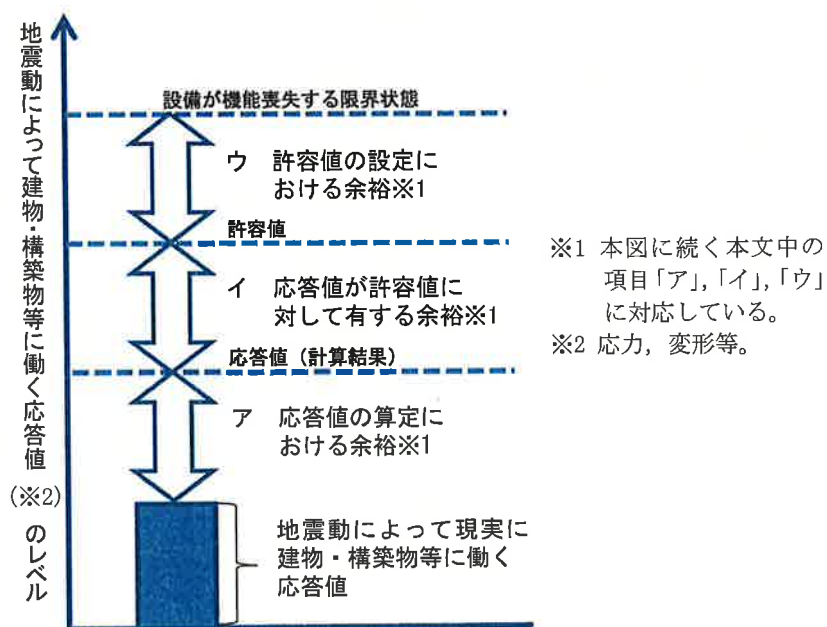 地震動によって建物・構築物等に働く応答値
(※2)
のレベル
設備が機能喪失する限界状態
ウ 許容値の設定に
おける余裕※1
許容値
イ 応答値が許容値に
対して有する余裕※1
応答値（計算結果）
ア 応答値の算定に
おける余裕※1
地震動によって現実に
建物・構築物等に働く
応答値
※1 本図に続く本文中の
項目「ア」，「イ」，「ウ」
に対応している。
※2 応力，変形等。